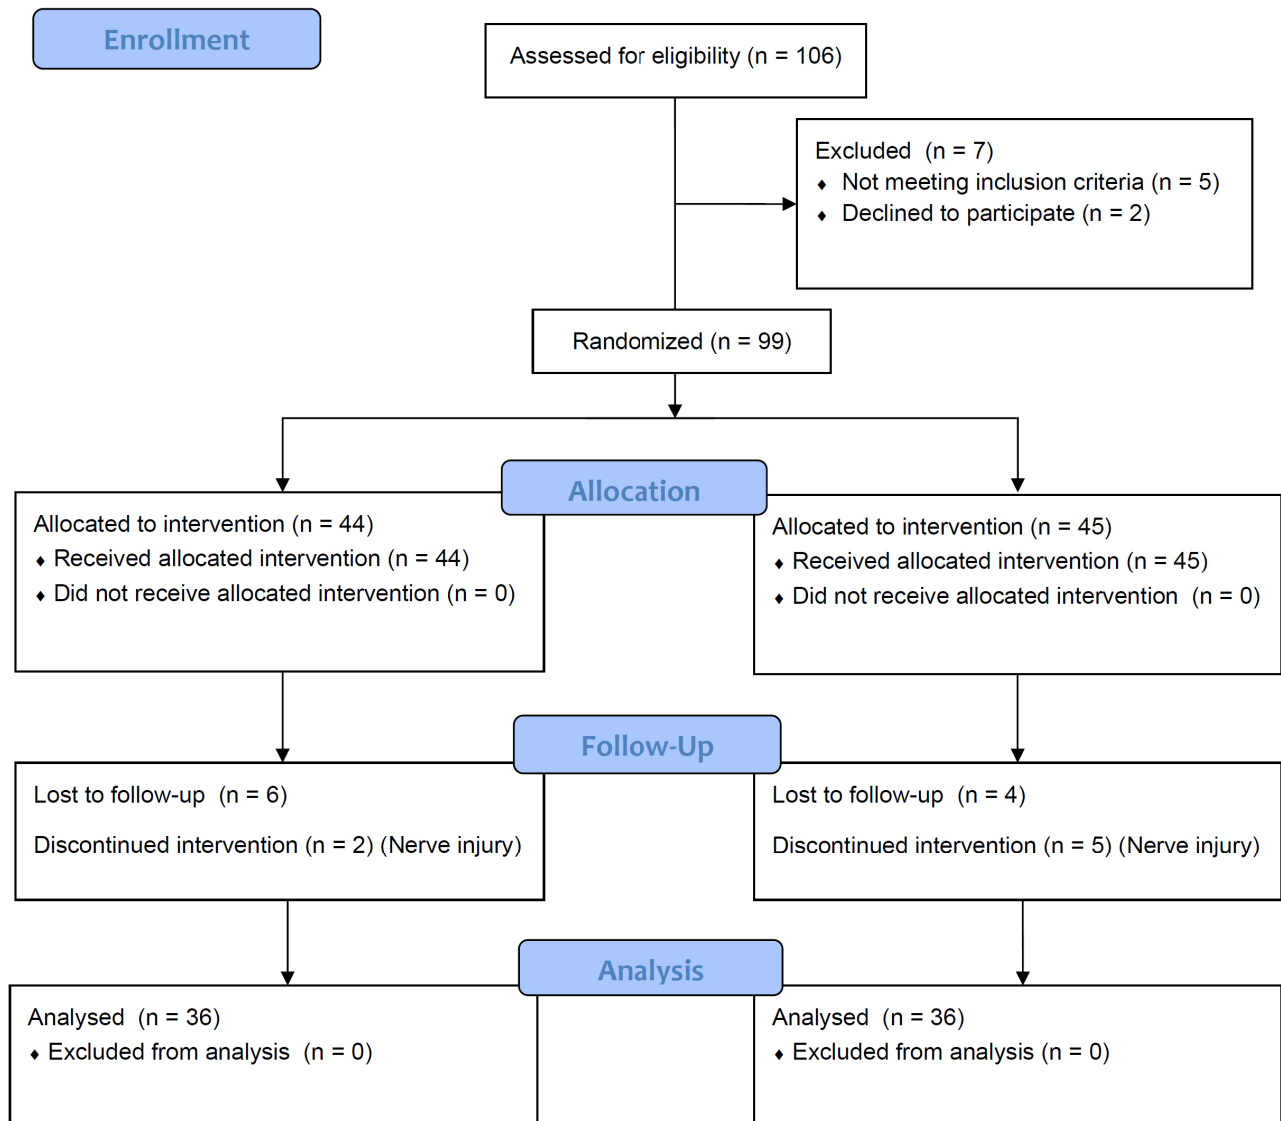 Enrollment
Assessed for eligibility (n = 106)
Excluded (n = 7)
♦ Not meeting inclusion criteria (n = 5)
♦ Declined to participate (n = 2)
Randomized (n = 99)
Allocation
Allocated to intervention (n = 44)
♦ Received allocated intervention (n = 44)
♦ Did not receive allocated intervention (n = 0)
Allocated to intervention (n = 45)
♦ Received allocated intervention (n = 45)
♦ Did not receive allocated intervention (n = 0)
Follow-Up
Lost to follow-up (n = 6)
Discontinued intervention (n = 2) (Nerve injury)
Lost to follow-up (n = 4)
Discontinued intervention (n = 5) (Nerve injury)
Analysis
Analysed (n = 36)
♦ Excluded from analysis (n = 0)
Analysed (n = 36)
♦ Excluded from analysis (n = 0)